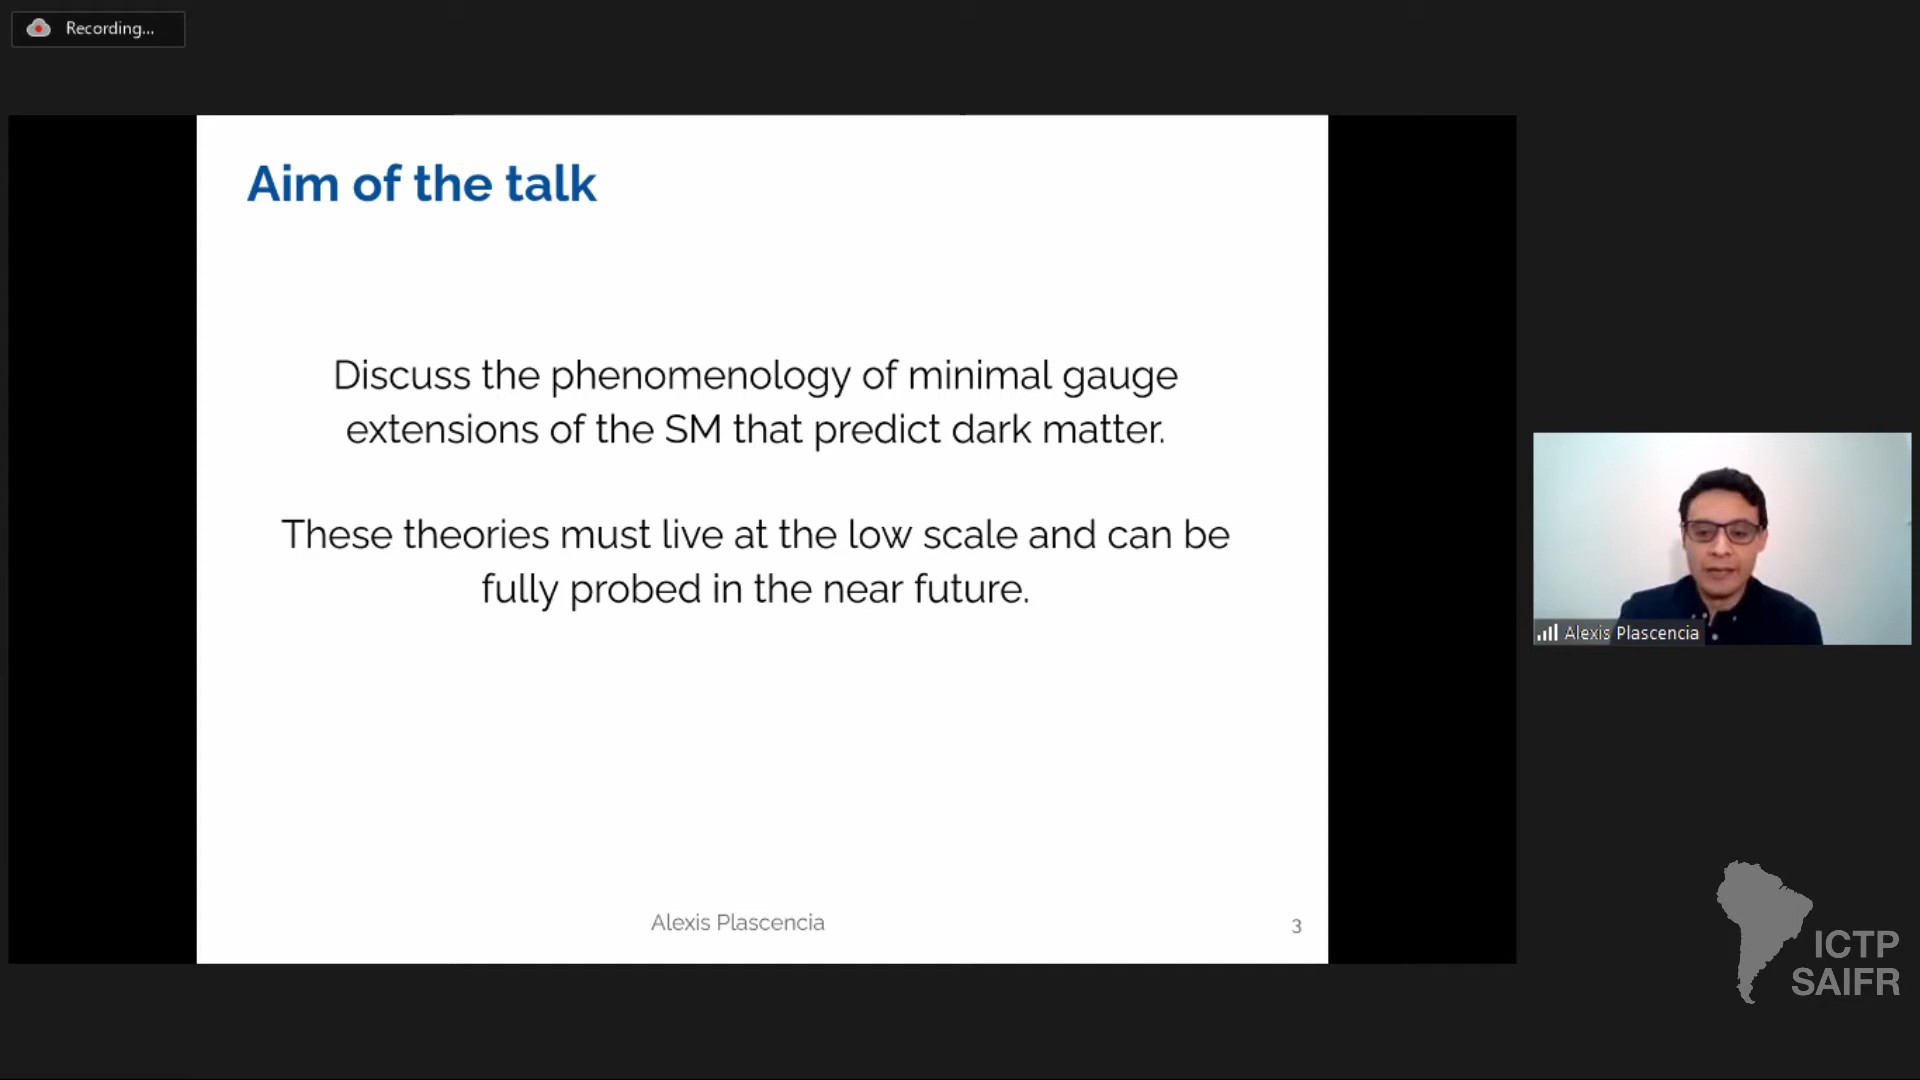 Recording...
Aim of the talk
Discuss the phenomenology of minimal gauge
extensions of the SM that predict dark matter.
These theories must live at the low scale and can be
fully probed in the near future.
Alexis Plascencia
3
Alexis Plascencia
ICTP
SAIFR